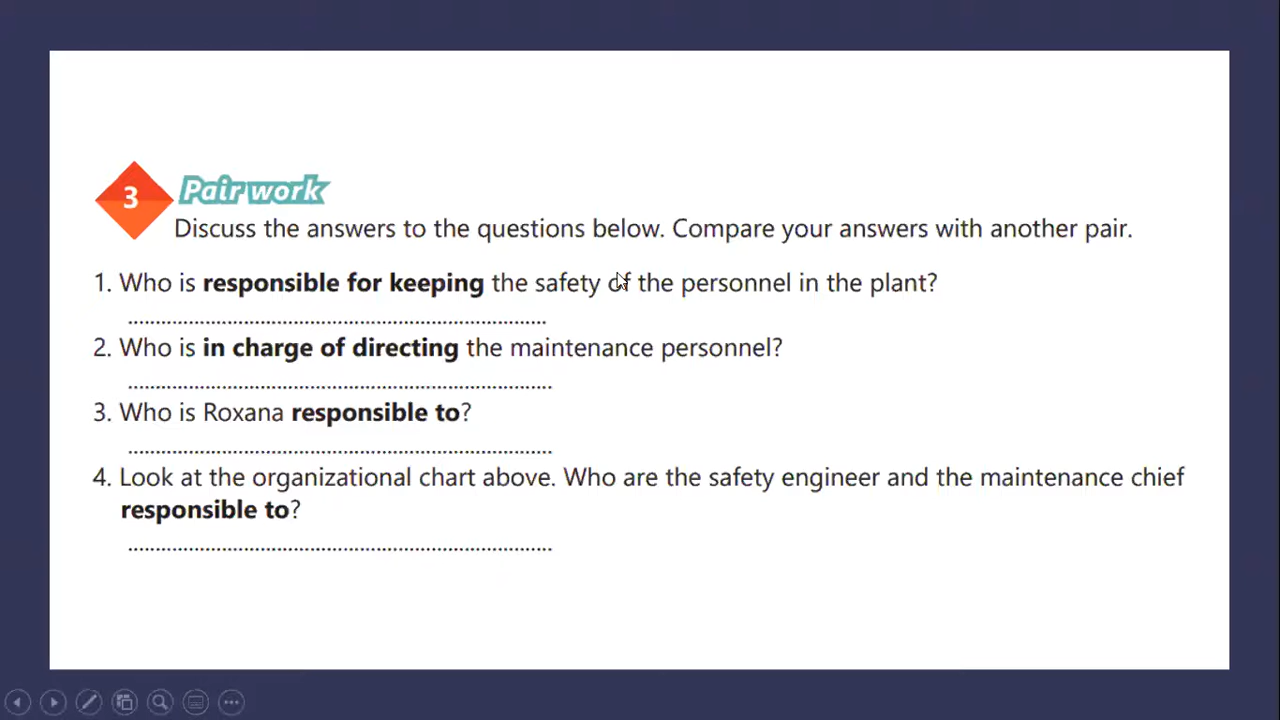 3 Pair work
Discuss the answers to the questions below. Compare your answers with another pair.
1. Who is responsible for keeping the safety of the personnel in the plant?
......................................................................
2. Who is in charge of directing the maintenance personnel?
......................................................................
3. Who is Roxana responsible to?
......................................................................
4. Look at the organizational chart above. Who are the safety engineer and the maintenance chief
responsible to?
......................................................................